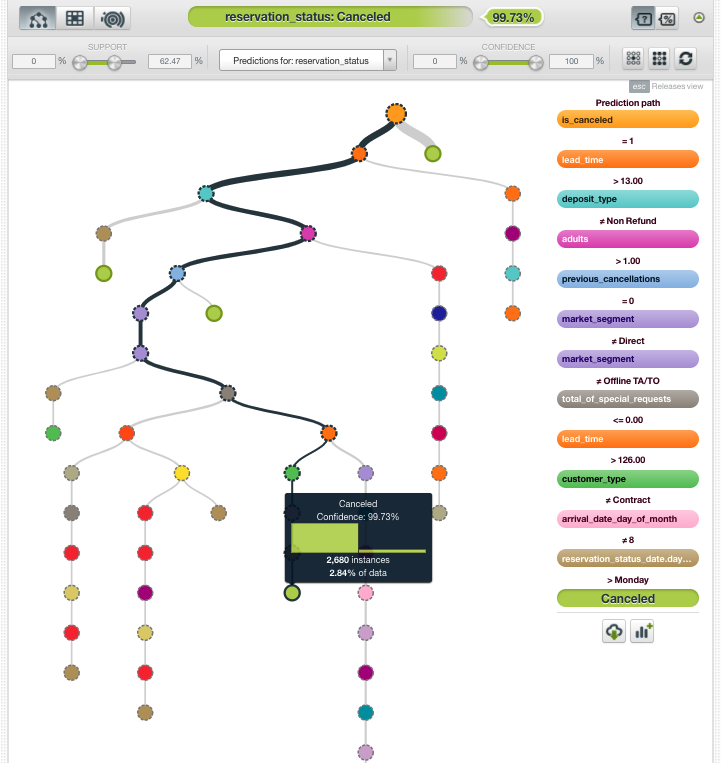 reservation_status: Canceled
99.73%
SUPPORT
0 % 62.47 %
Predictions for: reservation_status
CONFIDENCE
0 % 100 %
esc Releases view
Prediction path
is_canceled
= 1
lead_time
> 13.00
deposit_type
≠ Non Refund
adults
> 1.00
previous_cancellations
= 0
market_segment
≠ Direct
market_segment
≠ Offline TA/TO
total_of_special_requests
<= 0.00
lead_time
> 126.00
customer_type
≠ Contract
arrival_date_day_of_month
≠ 8
reservation_status_date.day...
> Monday
Canceled
Canceled
Confidence: 99.73%
2,680 instances
2.84% of data